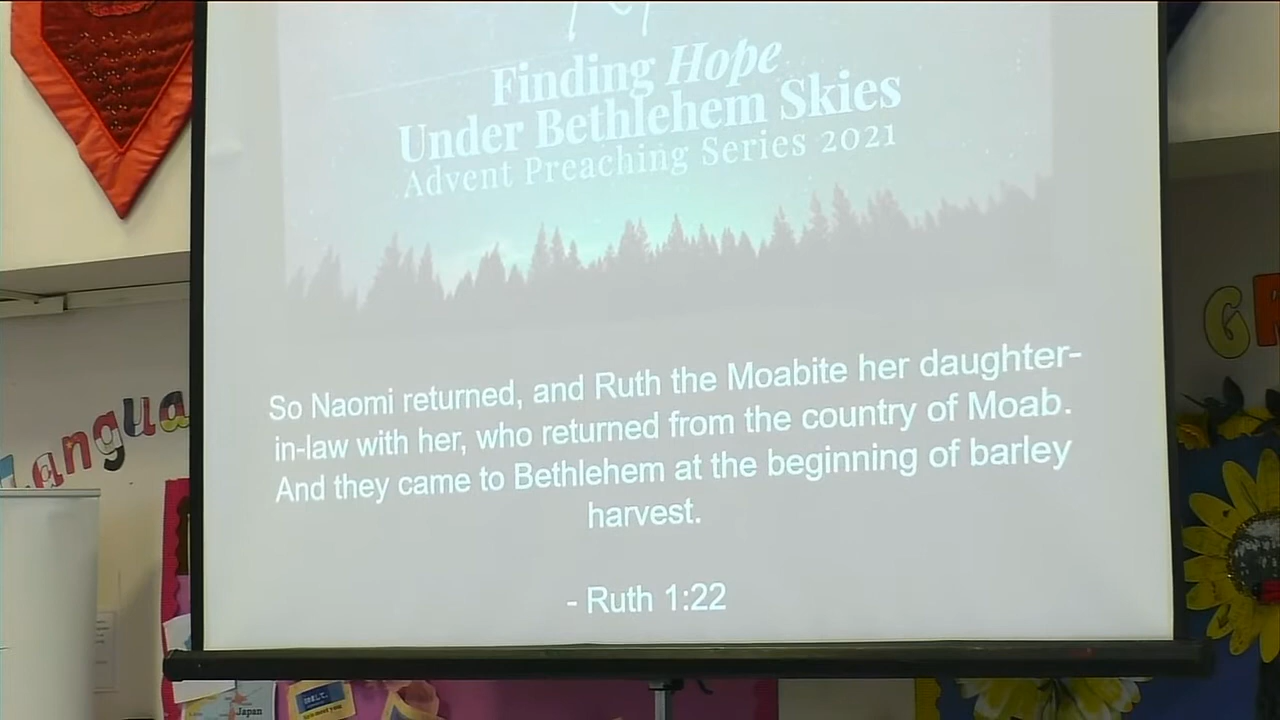 Finding Hope
Under Bethlehem Skies
Advent Preaching Series 2021
So Naomi returned, and Ruth the Moabite her daughter-
in-law with her, who returned from the country of Moab.
And they came to Bethlehem at the beginning of barley
harvest.
- Ruth 1:22
Langua
G
Japan